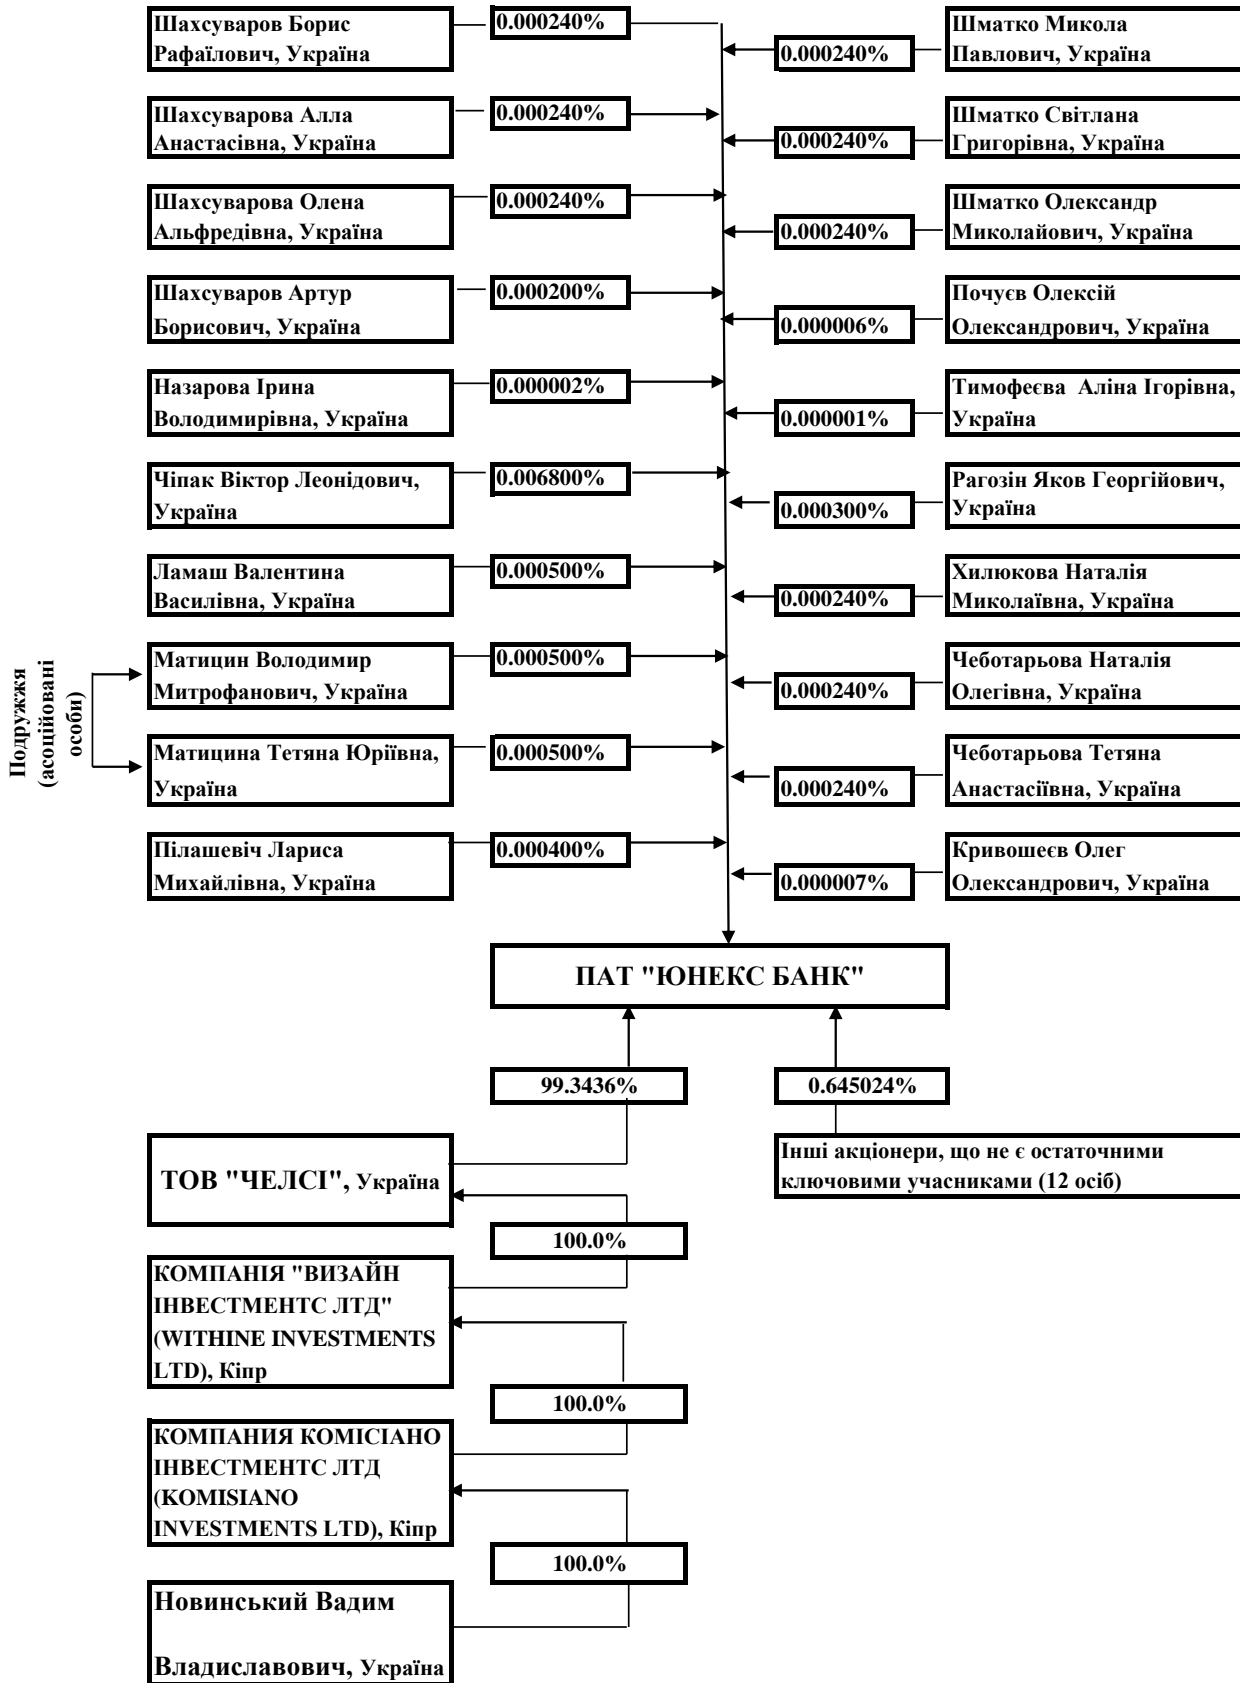 Шахсуваров Борис
Рафаїлович, Україна
0.000240%
Шматко Микола
Павлович, Україна
0.000240%
Шахсуварова Алла
Анастасівна, Україна
0.000240%
Шматко Світлана
Григорівна, Україна
0.000240%
Шахсуварова Олена
Альфредівна, Україна
0.000240%
Шматко Олександр
Миколайович, Україна
0.000240%
Шахсуваров Артур
Борисович, Україна
0.000200%
Почуєв Олексій
Олександрович, Україна
0.000006%
Назарова Ірина
Володимирівна, Україна
0.000002%
Тимофеєва Аліна Ігорівна,
Україна
0.000001%
Чіпак Віктор Леонідович,
Україна
0.006800%
Рагозін Яков Георгійович,
Україна
0.000300%
Ламаш Валентина
Василівна, Україна
0.000500%
Хилюкова Наталія
Миколаївна, Україна
0.000240%
Подружжя
(асоційовані
особи)
Матицин Володимир
Митрофанович, Україна
0.000500%
Чеботарьова Наталія
Олегівна, Україна
0.000240%
Матицина Тетяна Юріївна,
Україна
0.000500%
Чеботарьова Тетяна
Анастасіївна, Україна
0.000240%
Пілашевіч Лариса
Михайлівна, Україна
0.000400%
Кривошеєв Олег
Олександрович, Україна
0.000007%
ПАТ "ЮНЕКС БАНК"
99.3436%
0.645024%
ТОВ "ЧЕЛСІ", Україна
Інші акціонери, що не є остаточними
ключовими учасниками (12 осіб)
100.0%
КОМПАНІЯ "ВИЗАЙН
ІНВЕСТМЕНТС ЛТД"
(WITHINE INVESTMENTS
LTD), Кіпр
100.0%
КОМПАНИЯ КОМІСІАНО
ІНВЕСТМЕНТС ЛТД
(KOMISIANO
INVESTMENTS LTD), Кіпр
100.0%
Новинський Вадим
Владиславович, Україна